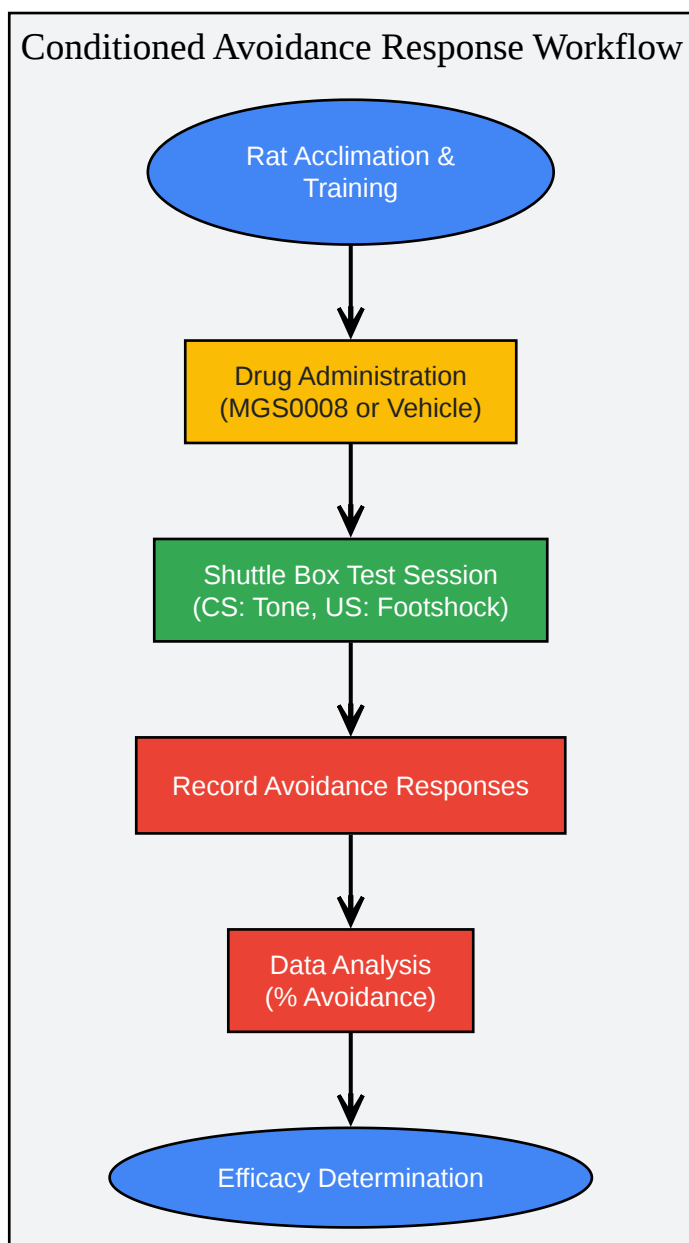 Conditioned Avoidance Response Workflow
Rat Acclimation &
Training
Drug Administration
(MGS0008 or Vehicle)
Shuttle Box Test Session
(CS: Tone, US: Footshock)
Record Avoidance Responses
Data Analysis
(% Avoidance)
Efficacy Determination